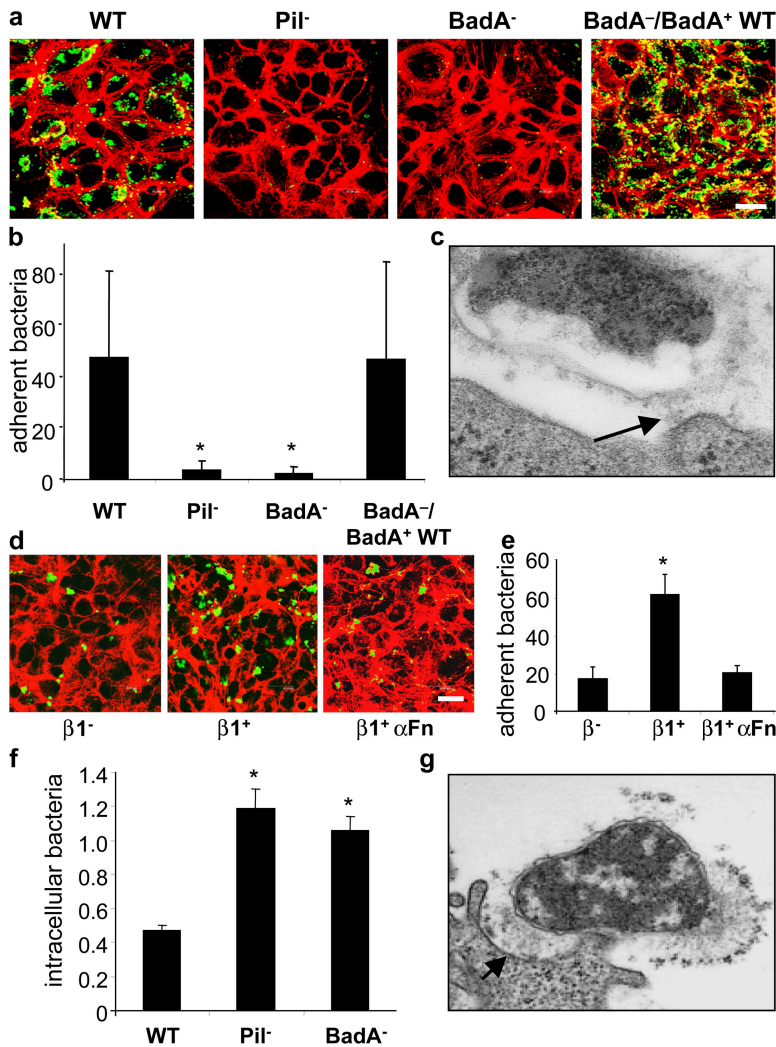 a
WT
Pil-
BadA-
BadA–/BadA+ WT
b
adherent bacteria
80
60
40
20
0
WT
Pil-
BadA-
BadA–/
BadA+ WT
c
d
β1-
β1+
β1+ αFn
e
adherent bacteria
60
60
40
20
0
β-
β1+
β1+ αFn
*
*
*
f
intracellular bacteria
1.4
1.2
1.0
0.8
0.6
0.4
0.2
0
*
*
WT
Pil-
BadA-
g